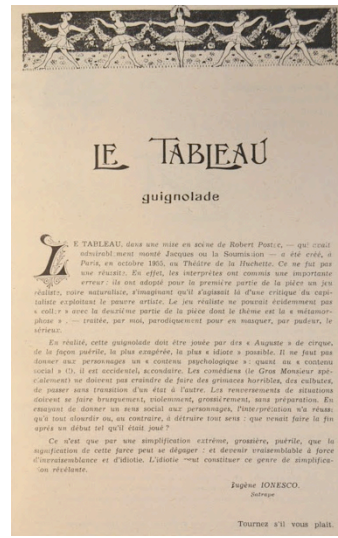 LE TABLEAU
guignolade
LE TABLEAU, dans une mise en scène de Robert Postec, — qui avait
admirablement monté Jacques ou la Soumission — a été créé, à
Paris, en octobre 1955, au Théâtre de la Huchette. Ce ne fut pas
une réussite. En effet, les interprètes ont commis une importante
erreur : ils ont adopté pour la première partie de la pièce un jeu
réaliste, voire naturaliste, s'imaginant qu'il s'agissait là d'une critique du capi-
taliste exploitant le pauvre artiste. Le jeu réaliste ne pouvait évidemment pas
« coller » avec la deuxième partie de la pièce dont le thème est la « métamor-
phose », — traitée, par moi, parodiquement pour en masquer, par pudeur, le
sérieux.
En réalité, cette guignolade doit être jouée par des « Auguste » de cirque,
de la façon puérile, la plus exagérée, la plus « idiote » possible. Il ne faut pas
donner aux personnages un « contenu psychologique » ; quant au « contenu
social » (!), il est accidentel, secondaire. Les comédiens (le Gros Monsieur spé-
cialement) ne doivent pas craindre de faire des grimaces horribles, des culbutes,
de passer sans transition d'un état à l'autre. Les renversements de situations
doivent se faire brusquement, violemment, grossièrement, sans préparation. En
essayant de donner un sens social aux personnages, l'interprétation n'a réussi
qu'à tout alourdir ou, au contraire, à détruire tout sens : que venait faire la fin
après un début tel qu'il était joué ?
Ce n'est que par une simplification extrême, grossière, puérile, que la
signification de cette farce peut se dégager : et devenir vraisemblable à force
d'invraisemblance et d'idiotie. L'idiotie peut constituer ce genre de simplifica-
tion révélante.
Eugène IONESCO.
Satrape
Tournez s'il vous plait.